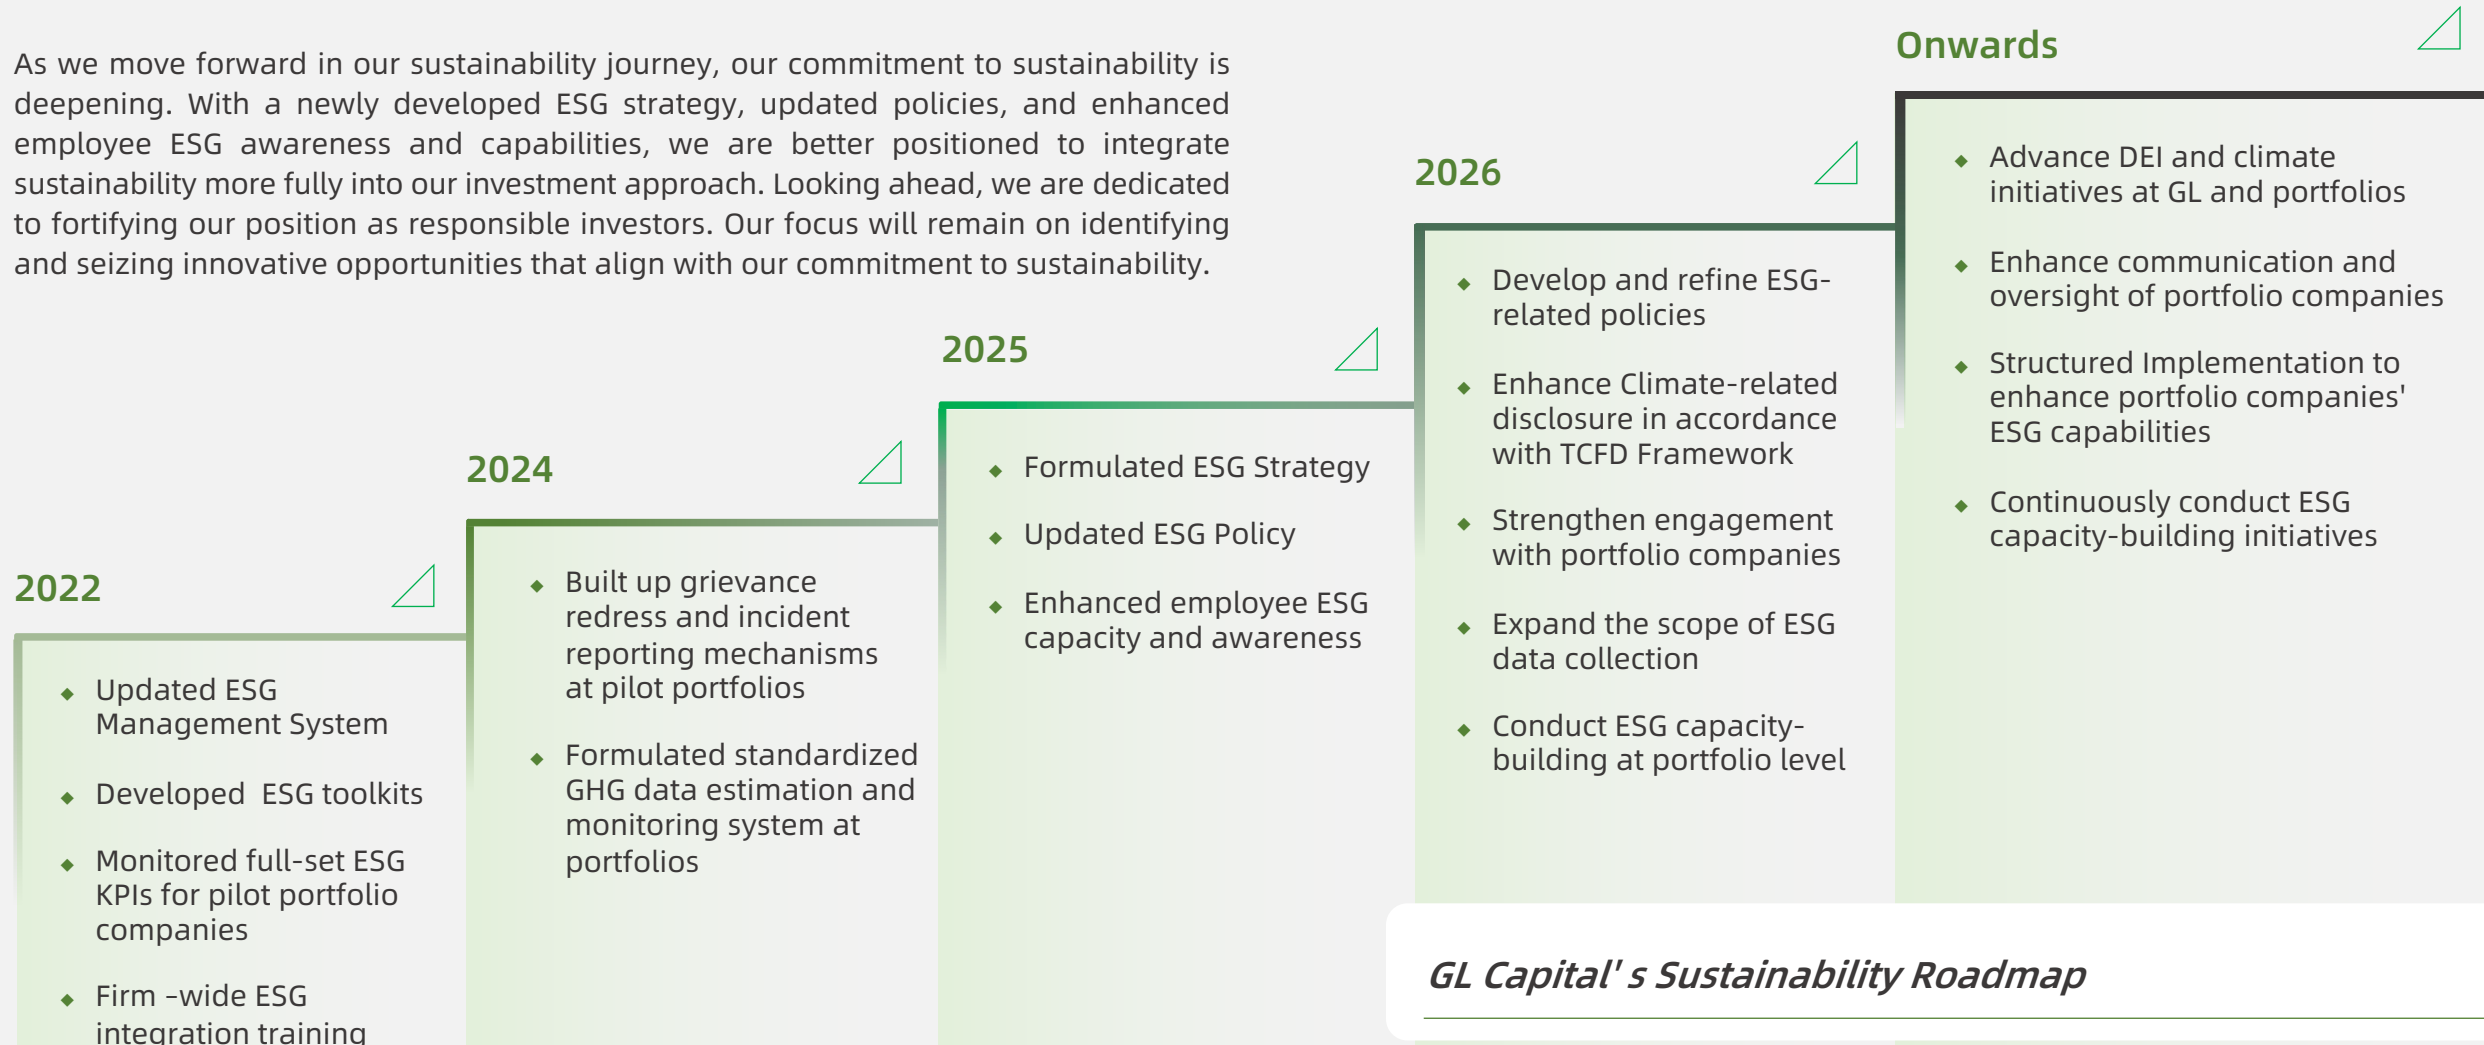 As we move forward in our sustainability journey, our commitment to sustainability is
deepening. With a newly developed ESG strategy, updated policies, and enhanced
employee ESG awareness and capabilities, we are better positioned to integrate
sustainability more fully into our investment approach. Looking ahead, we are dedicated
to fortifying our position as responsible investors. Our focus will remain on identifying
and seizing innovative opportunities that align with our commitment to sustainability.
2022
Updated ESG
Management System
Developed ESG toolkits
Monitored full-set ESG
KPIs for pilot portfolio
companies
Firm -wide ESG
integration training
2024
Built up grievance
redress and incident
reporting mechanisms
at pilot portfolios
Formulated standardized
GHG data estimation and
monitoring system at
portfolios
2025
Formulated ESG Strategy
Updated ESG Policy
Enhanced employee ESG
capacity and awareness
2026
Develop and refine ESG-
related policies
Enhance Climate-related
disclosure in accordance
with TCFD Framework
Strengthen engagement
with portfolio companies
Expand the scope of ESG
data collection
Conduct ESG capacity-
building at portfolio level
Onwards
Advance DEI and climate
initiatives at GL and portfolios
Enhance communication and
oversight of portfolio companies
Structured Implementation to
enhance portfolio companies'
ESG capabilities
Continuously conduct ESG
capacity-building initiatives
GL Capital' s Sustainability Roadmap